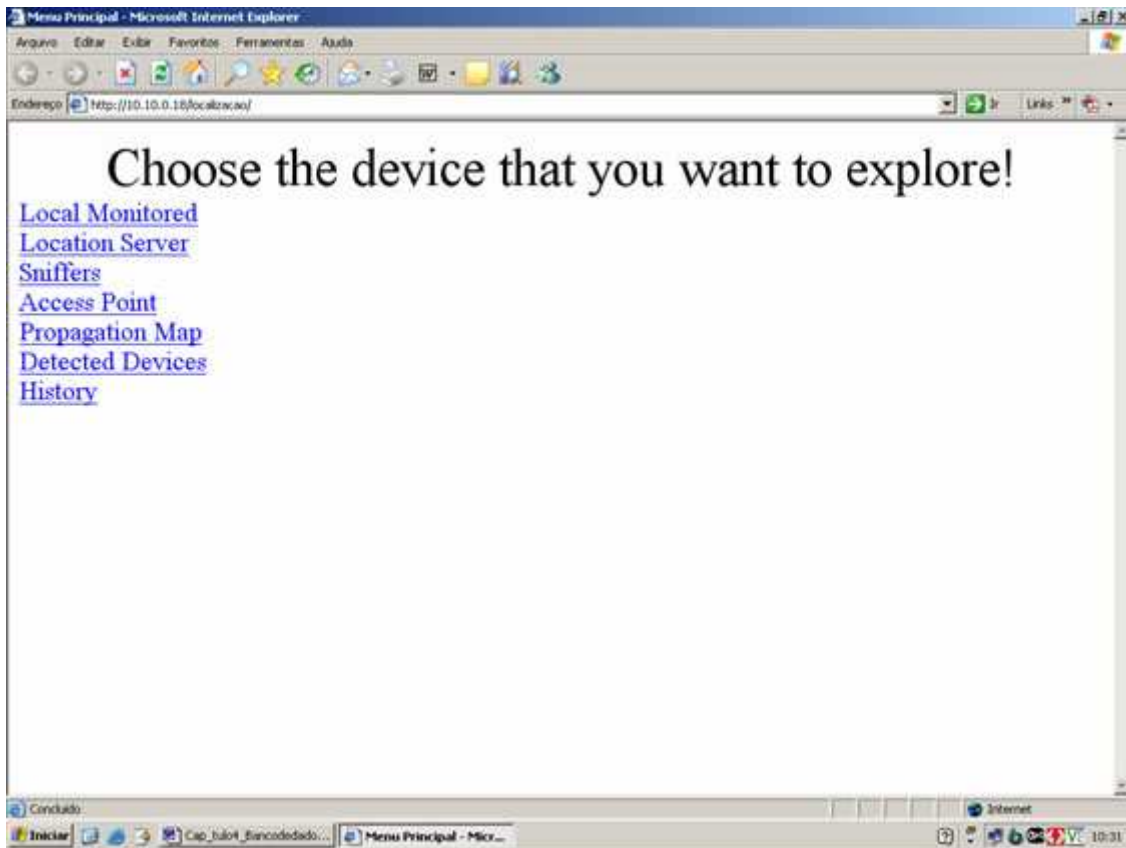 Menu Principal - Microsoft Internet Explorer
Arquivo Editar Exibir Favoritos Ferramentas Ajuda
Endereço http://10.10.0.18/localizacao/ Ir Links »
Choose the device that you want to explore!
Local Monitored
Location Server
Sniffers
Access Point
Propagation Map
Detected Devices
History
Concluído Internet
Iniciar Cap_tulo4_Bancodedado... Menu Principal - Micr... 10:31